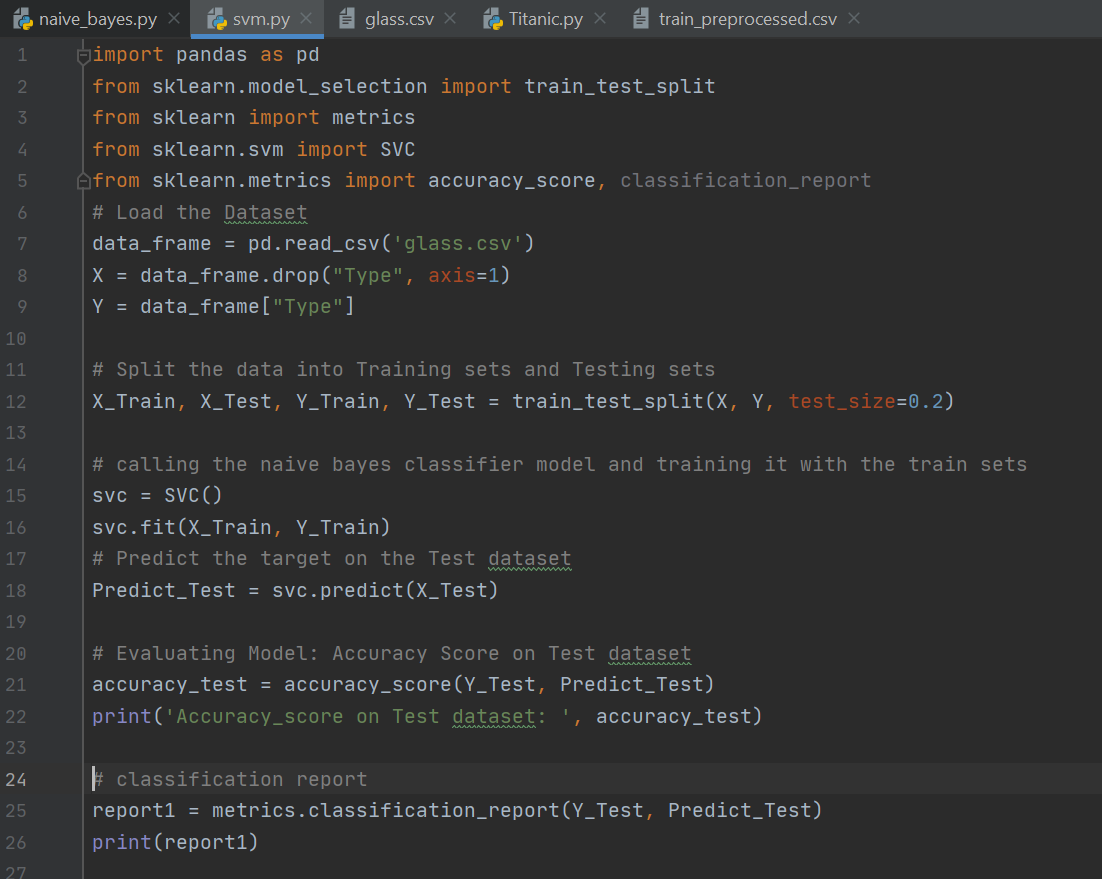 naive_bayes.py svm.py glass.csv Titanic.py train_preprocessed.csv
1 import pandas as pd
2 from sklearn.model_selection import train_test_split
3 from sklearn import metrics
4 from sklearn.svm import SVC
5 from sklearn.metrics import accuracy_score, classification_report
6 # Load the Dataset
7 data_frame = pd.read_csv('glass.csv')
8 X = data_frame.drop("Type", axis=1)
9 Y = data_frame["Type"]
10
11 # Split the data into Training sets and Testing sets
12 X_Train, X_Test, Y_Train, Y_Test = train_test_split(X, Y, test_size=0.2)
13
14 # calling the naive bayes classifier model and training it with the train sets
15 svc = SVC()
16 svc.fit(X_Train, Y_Train)
17 # Predict the target on the Test dataset
18 Predict_Test = svc.predict(X_Test)
19
20 # Evaluating Model: Accuracy Score on Test dataset
21 accuracy_test = accuracy_score(Y_Test, Predict_Test)
22 print('Accuracy_score on Test dataset: ', accuracy_test)
23
24 # classification report
25 report1 = metrics.classification_report(Y_Test, Predict_Test)
26 print(report1)
27